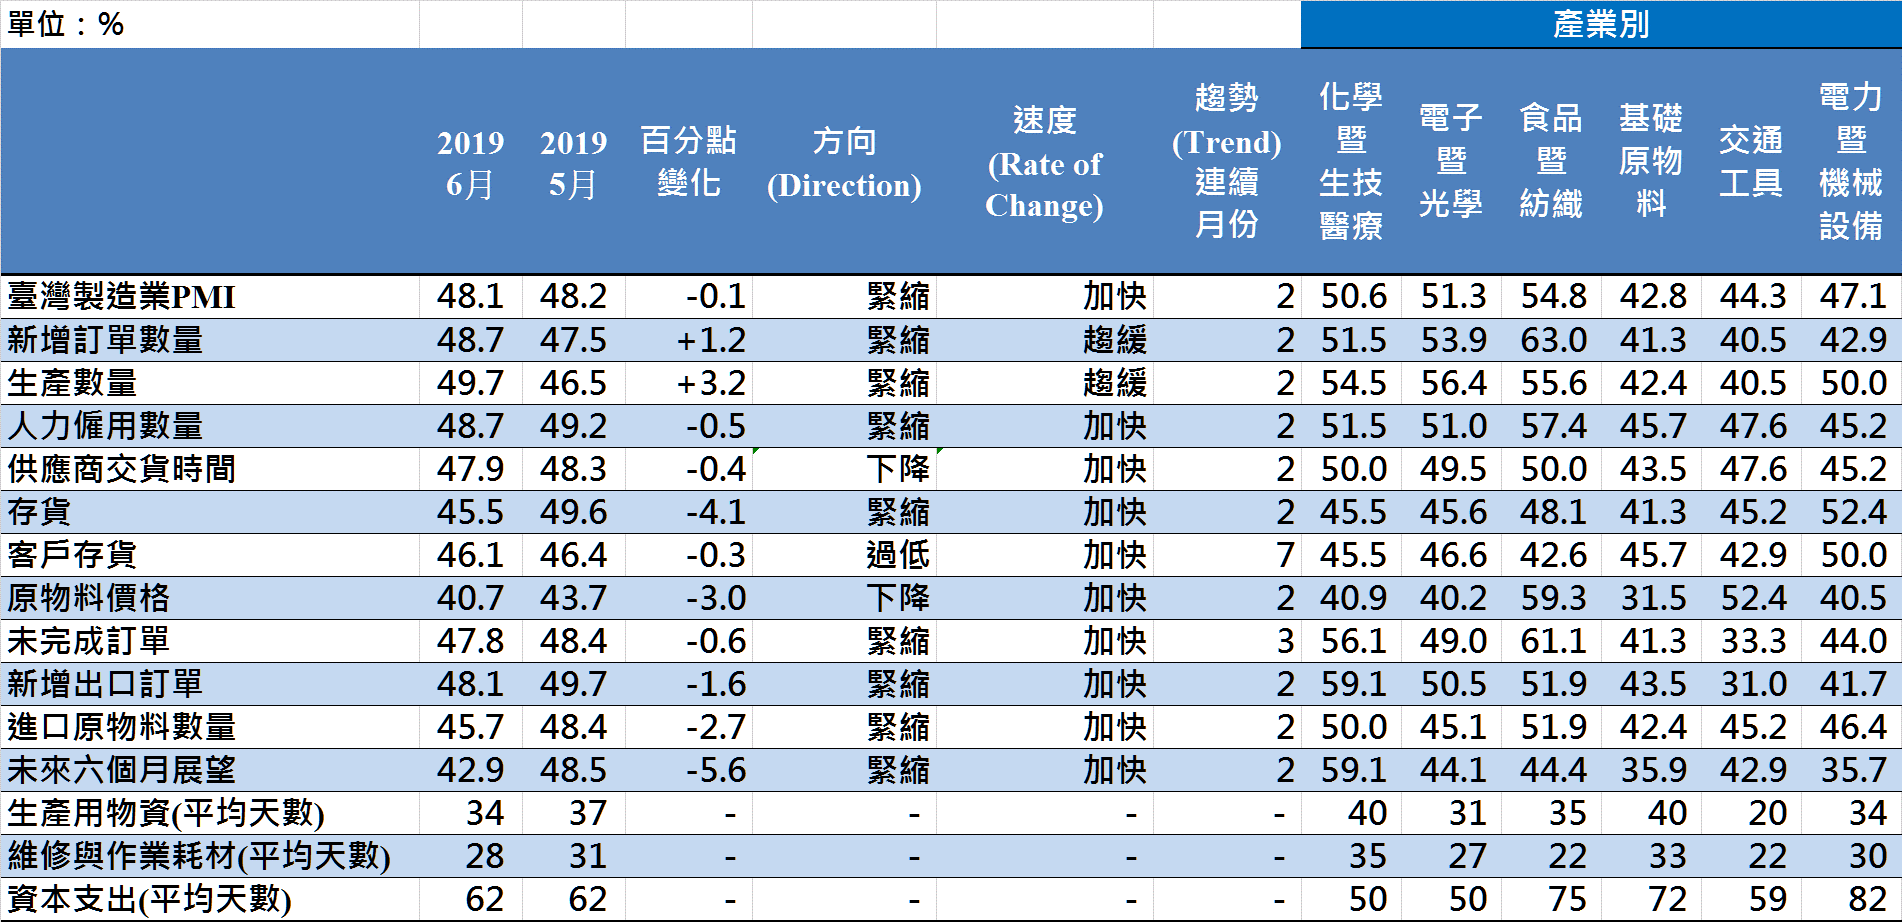 單位：% 產業別
2019 6月 2019 5月 百分點變化 方向(Direction) 速度(Rate of Change) 趨勢(Trend)連續月份 化學暨生技醫療 電子暨光學 食品暨紡織 基礎原物料 交通工具 電力暨機械設備
臺灣製造業PMI 48.1 48.2 -0.1 緊縮 加快 2 50.6 51.3 54.8 42.8 44.3 47.1
新增訂單數量 48.7 47.5 +1.2 緊縮 趨緩 2 51.5 53.9 63.0 41.3 40.5 42.9
生產數量 49.7 46.5 +3.2 緊縮 趨緩 2 54.5 56.4 55.6 42.4 40.5 50.0
人力僱用數量 48.7 49.2 -0.5 緊縮 加快 2 51.5 51.0 57.4 45.7 47.6 45.2
供應商交貨時間 47.9 48.3 -0.4 下降 加快 2 50.0 49.5 50.0 43.5 47.6 45.2
存貨 45.5 49.6 -4.1 緊縮 加快 2 45.5 45.6 48.1 41.3 45.2 52.4
客戶存貨 46.1 46.4 -0.3 過低 加快 7 45.5 46.6 42.6 45.7 42.9 50.0
原物料價格 40.7 43.7 -3.0 下降 加快 2 40.9 40.2 59.3 31.5 52.4 40.5
未完成訂單 47.8 48.4 -0.6 緊縮 加快 3 56.1 49.0 61.1 41.3 33.3 44.0
新增出口訂單 48.1 49.7 -1.6 緊縮 加快 2 59.1 50.5 51.9 43.5 31.0 41.7
進口原物料數量 45.7 48.4 -2.7 緊縮 加快 2 50.0 45.1 51.9 42.4 45.2 46.4
未來六個月展望 42.9 48.5 -5.6 緊縮 加快 2 59.1 44.1 44.4 35.9 42.9 35.7
生產用物資(平均天數) 34 37 - - - - 40 31 35 40 20 34
維修與作業耗材(平均天數) 28 31 - - - - 35 27 22 33 22 30
資本支出(平均天數) 62 62 - - - - 50 50 75 72 59 82